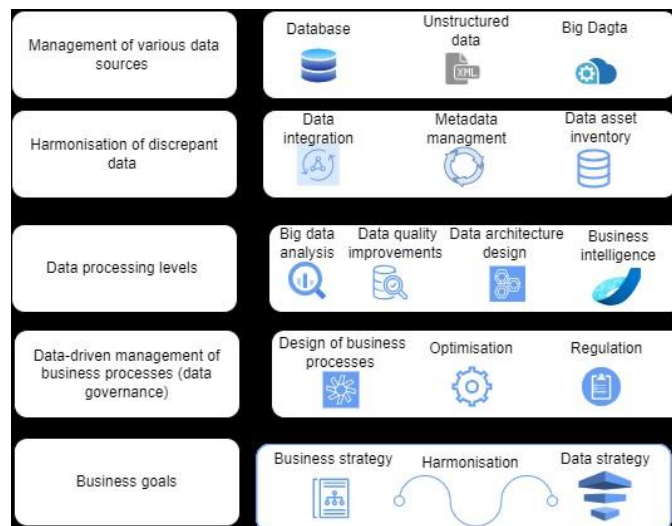 Management of various data
sources
Database
Unstructured
data
XML
Big Dagta
Harmonisation of discrepant
data
Data
integration
Metadata
managment
Data asset
inventory
Data processing levels
Big data
analysis
Data quality
improvements
Data architecture
design
Business
intelligence
Data-driven management of
business processes (data
governance)
Design of business
processes
Optimisation
Regulation
Business goals
Business strategy
Harmonisation
Data strategy